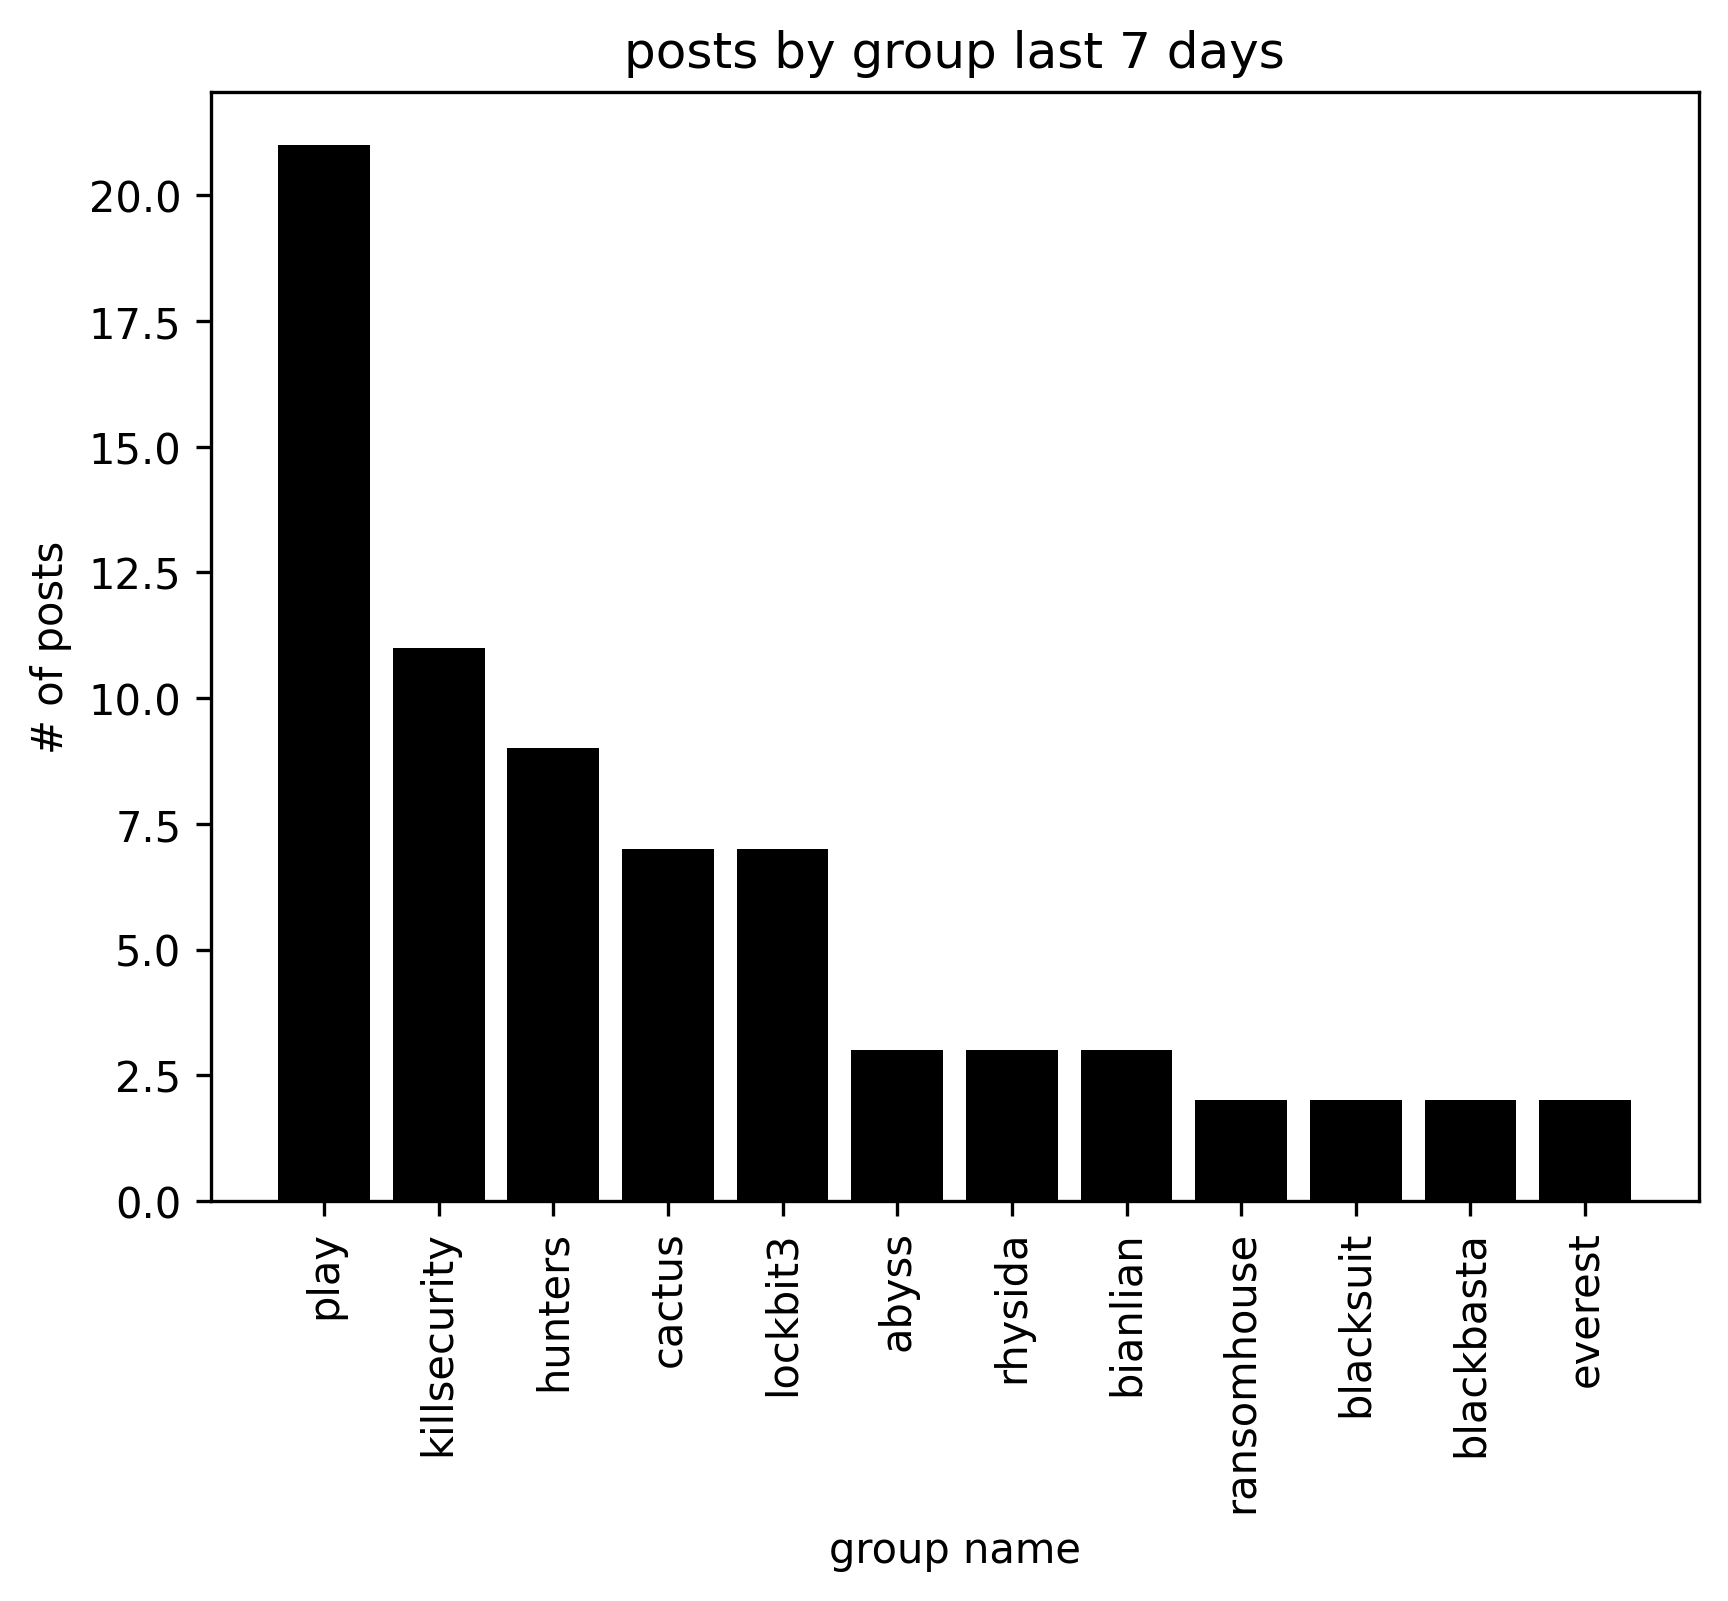 posts by group last 7 days
# of posts
20.0
17.5
15.0
12.5
10.0
7.5
5.0
2.5
0.0
play
killsecurity
hunters
cactus
lockbit3
abyss
rhysida
bianlian
ransomhouse
blacksuit
blackbasta
everest
group name